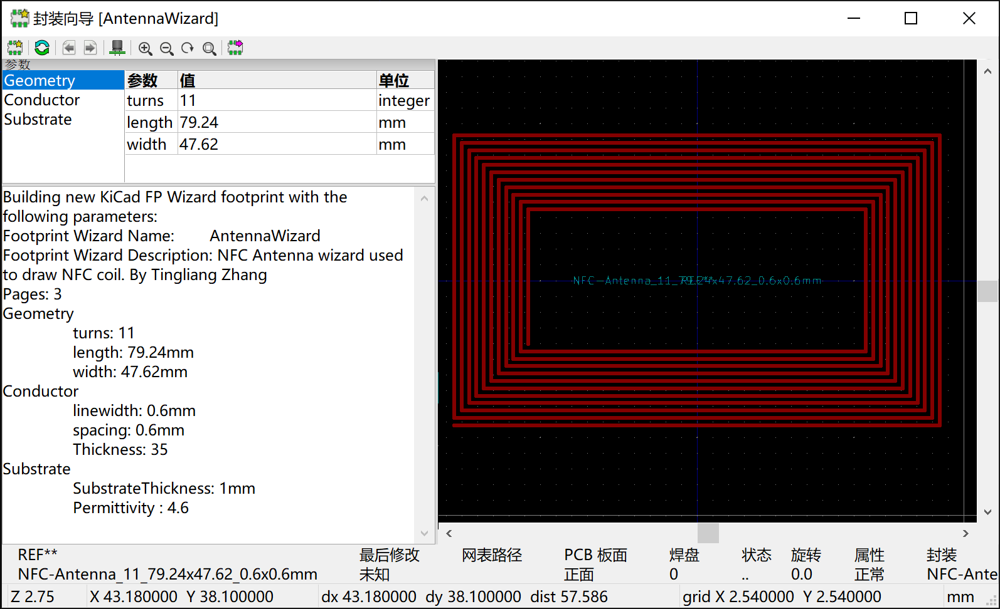 封装向导 [AntennaWizard]
参数
Geometry
Conductor
Substrate
参数 值 单位
turns 11 integer
length 79.24 mm
width 47.62 mm
Building new KiCad FP Wizard footprint with the
following parameters:
Footprint Wizard Name: AntennaWizard
Footprint Wizard Description: NFC Antenna wizard used
to draw NFC coil. By Tingliang Zhang
Pages: 3
Geometry
turns: 11
length: 79.24mm
width: 47.62mm
Conductor
linewidth: 0.6mm
spacing: 0.6mm
Thickness: 35
Substrate
SubstrateThickness: 1mm
Permittivity : 4.6
NFC-Antenna_11_79.24x47.62_0.6x0.6mm
REF**
REF** 最后修改 网表路径 PCB 板面 焊盘 状态 旋转 属性 封装
NFC-Antenna_11_79.24x47.62_0.6x0.6mm 未知 正面 0 .. 0.0 正常 NFC-Ante
Z 2.75 X 43.180000 Y 38.100000 dx 43.180000 dy 38.100000 dist 57.586 grid X 2.540000 Y 2.540000 mm